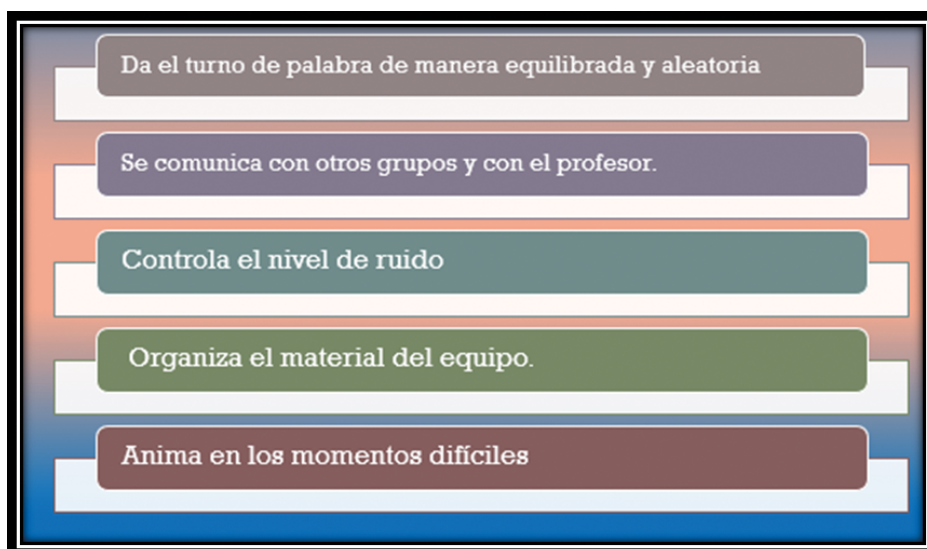 Da el turno de palabra de manera equilibrada y aleatoria
Se comunica con otros grupos y con el profesor.
Controla el nivel de ruido
Organiza el material del equipo.
Anima en los momentos difíciles